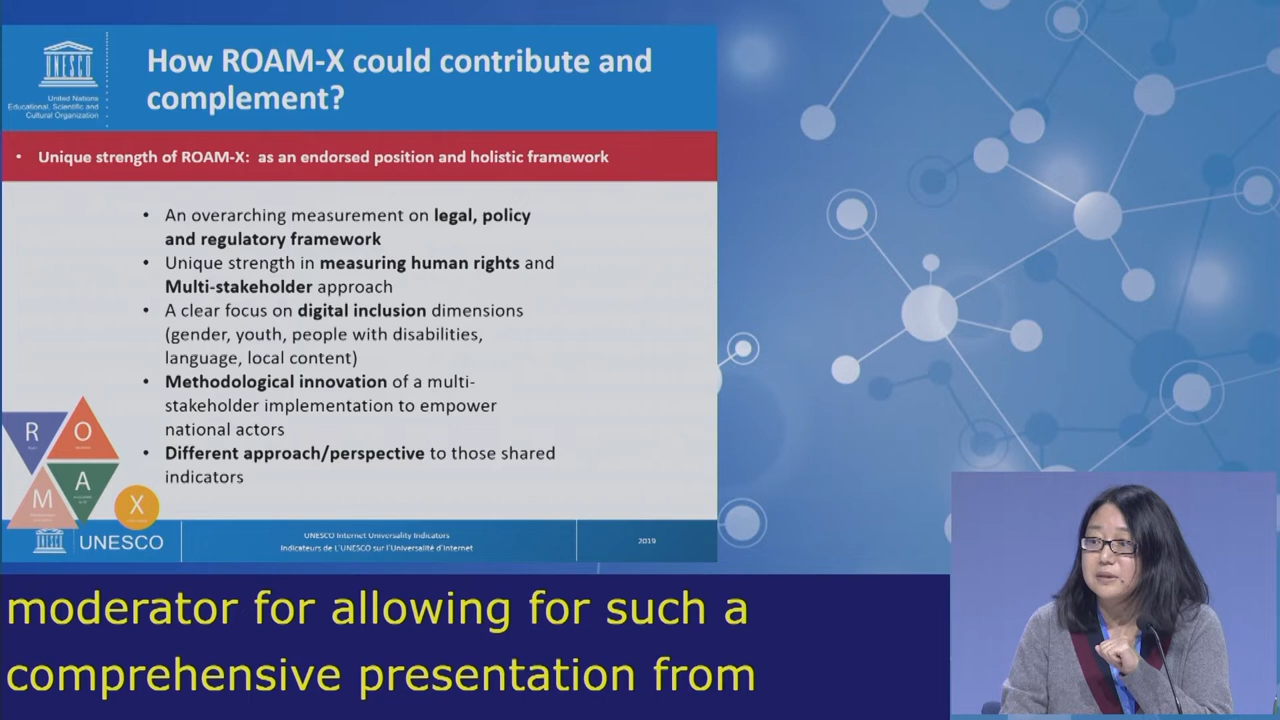 UNESCO
United Nations
Educational, Scientific and
Cultural Organization
How ROAM-X could contribute and
complement?
• Unique strength of ROAM-X: as an endorsed position and holistic framework
• An overarching measurement on legal, policy
and regulatory framework
• Unique strength in measuring human rights and
Multi-stakeholder approach
• A clear focus on digital inclusion dimensions
(gender, youth, people with disabilities,
language, local content)
• Methodological innovation of a multi-
stakeholder implementation to empower
national actors
• Different approach/perspective to those shared
indicators
R
O
A
M
X
UNESCO
UNESCO Internet Universality Indicators
Indicateurs de L'UNESCO sur l'Universalité d'Internet
2019
moderator for allowing for such a
comprehensive presentation from